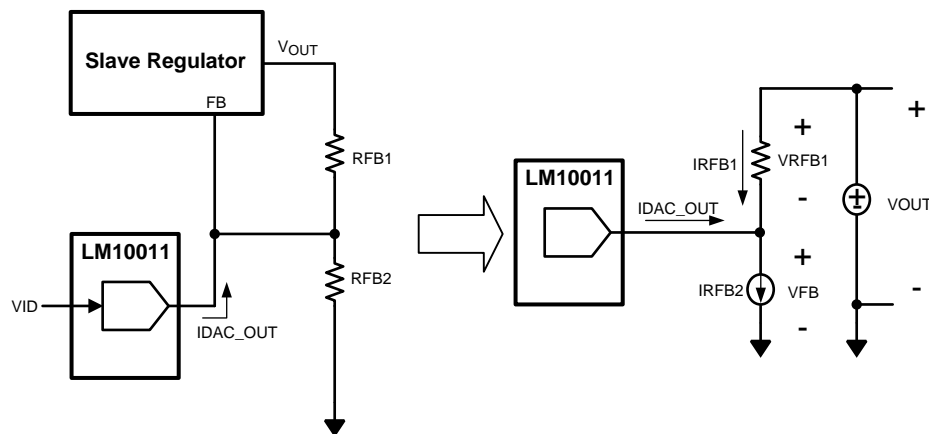 Slave Regulator
VOUT
FB
RFB1
LM10011
RFB2
VID
IDAC_OUT
LM10011
IDAC_OUT
IRFB1
+
VRFB1
-
+
VOUT
-
IRFB2
+
VFB
-